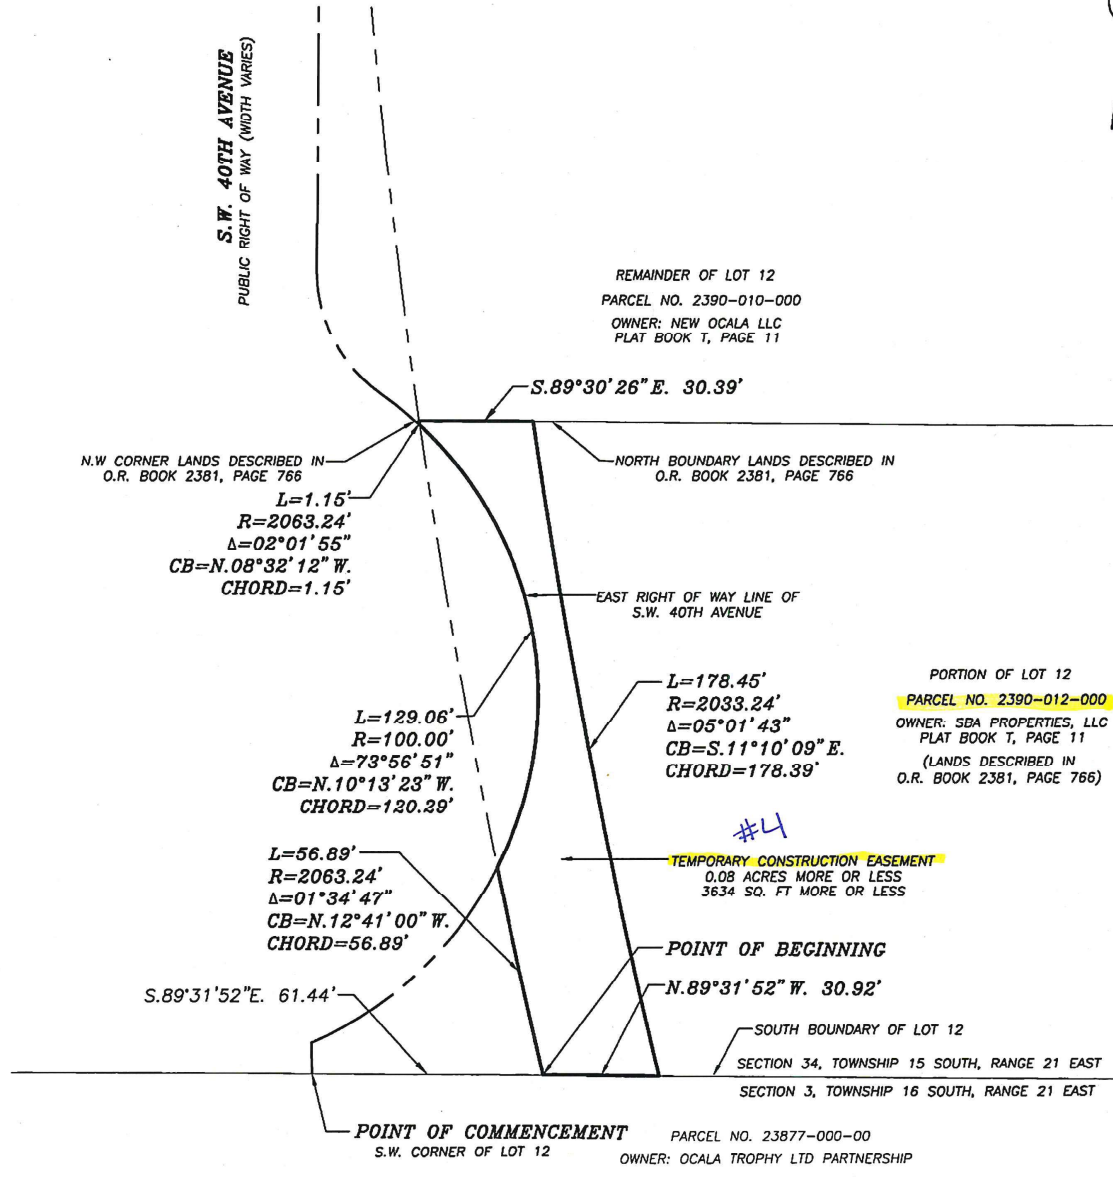 S.W. 40TH AVENUE
PUBLIC RIGHT OF WAY (WIDTH VARIES)
REMAINDER OF LOT 12
PARCEL NO. 2390-010-000
OWNER: NEW OCALA LLC
PLAT BOOK T, PAGE 11
S.89°30'26"E. 30.39'
N.W CORNER LANDS DESCRIBED IN
O.R. BOOK 2381, PAGE 766
NORTH BOUNDARY LANDS DESCRIBED IN
O.R. BOOK 2381, PAGE 766
L=1.15'
R=2063.24'
Δ=02°01'55"
CB=N.08°32'12"W.
CHORD=1.15'
EAST RIGHT OF WAY LINE OF
S.W. 40TH AVENUE
L=178.45'
R=2033.24'
Δ=05°01'43"
CB=S.11°10'09"E.
CHORD=178.39'
PORTION OF LOT 12
PARCEL NO. 2390-012-000
OWNER: SBA PROPERTIES, LLC
PLAT BOOK T, PAGE 11
(LANDS DESCRIBED IN
O.R. BOOK 2381, PAGE 766)
L=129.06'
R=100.00'
Δ=73°56'51"
CB=N.10°13'23"W.
CHORD=120.29'
#4
TEMPORARY CONSTRUCTION EASEMENT
0.08 ACRES MORE OR LESS
3634 SQ. FT MORE OR LESS
L=56.89'
R=2063.24'
Δ=01°34'47"
CB=N.12°41'00"W.
CHORD=56.89'
POINT OF BEGINNING
N.89°31'52"W. 30.92'
S.89°31'52"E. 61.44'
SOUTH BOUNDARY OF LOT 12
SECTION 34, TOWNSHIP 15 SOUTH, RANGE 21 EAST
SECTION 3, TOWNSHIP 16 SOUTH, RANGE 21 EAST
POINT OF COMMENCEMENT
S.W. CORNER OF LOT 12
PARCEL NO. 23877-000-00
OWNER: OCALA TROPHY LTD PARTNERSHIP